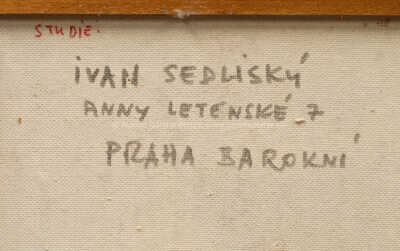 STUDIE.
IVAN SEDLISKÝ
ANNY LETENSKÉ 7
PRAHA BAROKNÍ